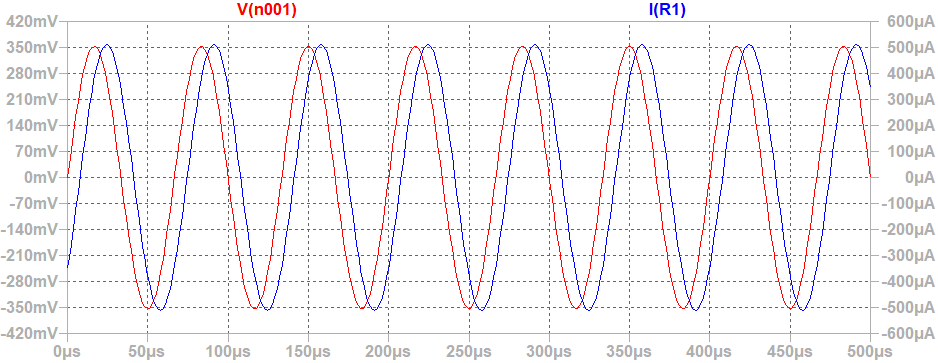 V(n001) I(R1)
420mV 600µA
350mV 500µA
280mV 400µA
210mV 300µA
140mV 200µA
70mV 100µA
0mV 0µA
-70mV -100µA
-140mV -200µA
-210mV -300µA
-280mV -400µA
-350mV -500µA
-420mV -600µA
0µs 50µs 100µs 150µs 200µs 250µs 300µs 350µs 400µs 450µs 500µs